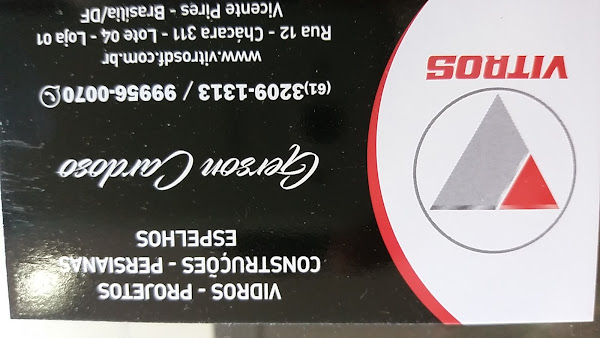 VIDROS - PROJETOS
CONSTRUÇÕES - PERSIANAS
ESPELHOS
Gerson Cardoso
(61)3209-1313 / 99956-0070
www.vitrosdf.com.br
Rua 12 - Chácara 311 - Lote 04 - Loja 01
Vicente Pires - Brasília/DF
VITROS